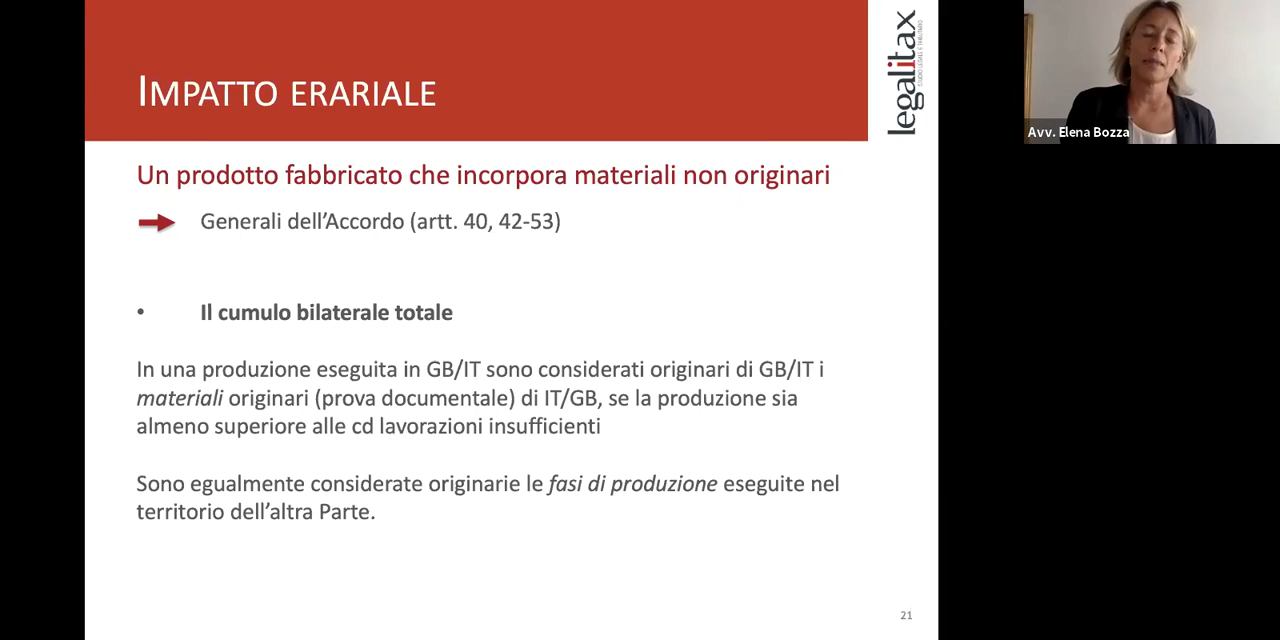 IMPATTO ERARIALE
legalitax
STUDIO LEGALE E TRIBUTARIO
Avv. Elena Bozza
Un prodotto fabbricato che incorpora materiali non originari
Generali dell'Accordo (artt. 40, 42-53)
• Il cumulo bilaterale totale
In una produzione eseguita in GB/IT sono considerati originari di GB/IT i
materiali originari (prova documentale) di IT/GB, se la produzione sia
almeno superiore alle cd lavorazioni insufficienti
Sono egualmente considerate originarie le fasi di produzione eseguite nel
territorio dell'altra Parte.
21